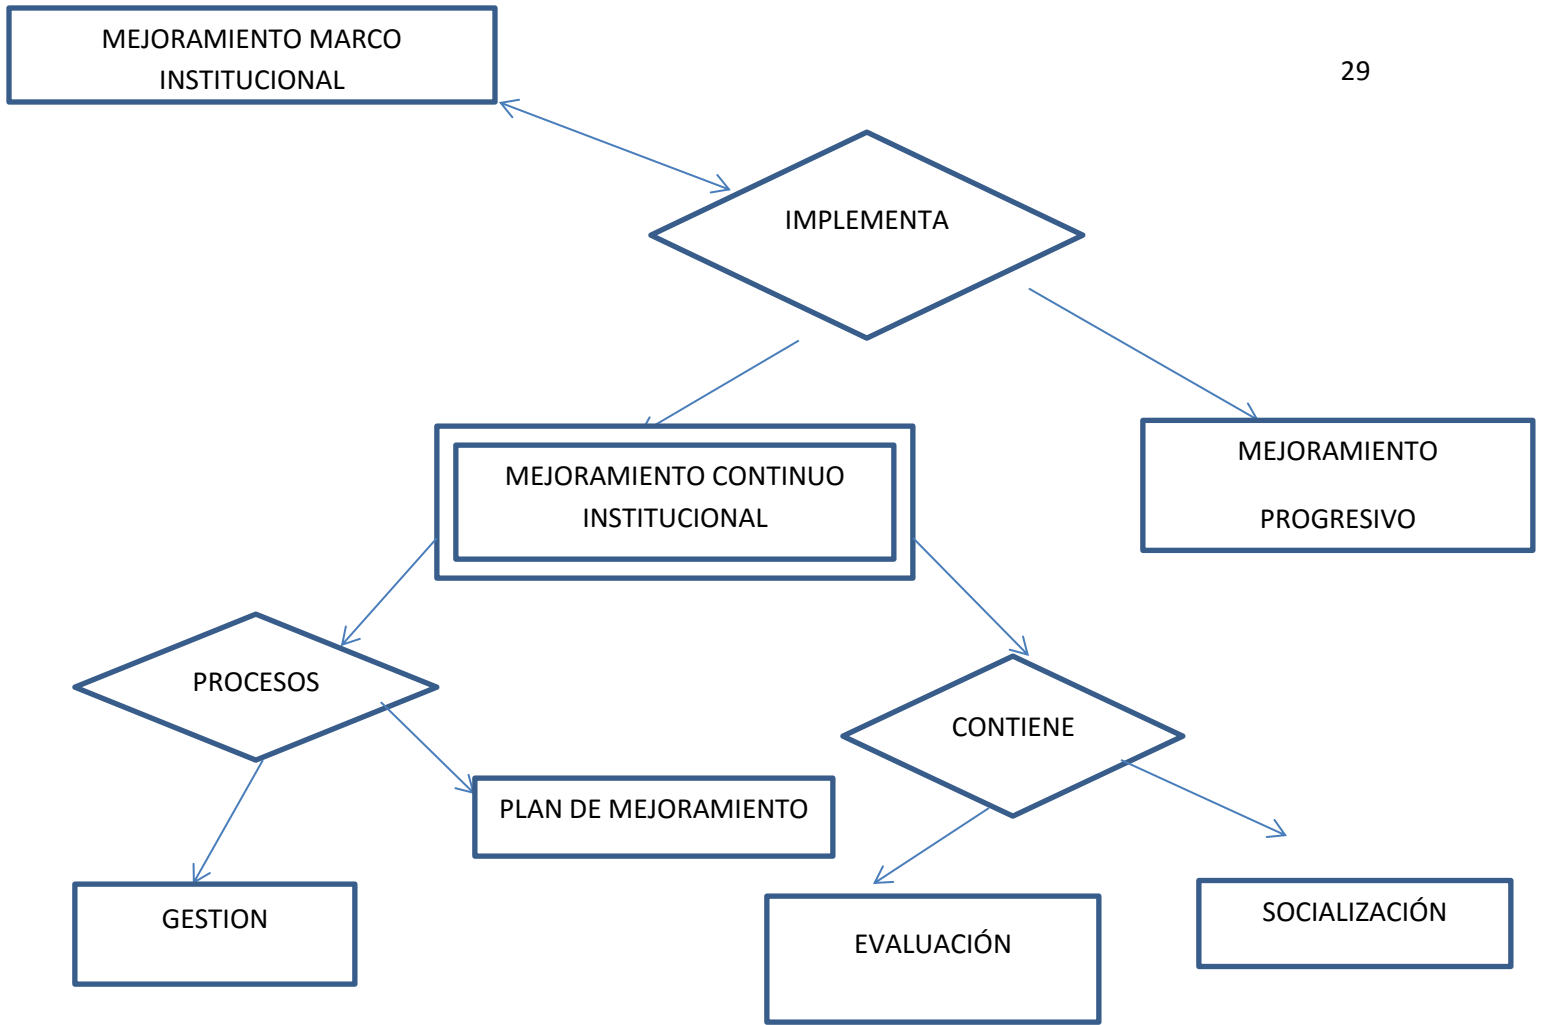 MEJORAMIENTO MARCO
INSTITUCIONAL
29
IMPLEMENTA
MEJORAMIENTO CONTINUO
INSTITUCIONAL
MEJORAMIENTO
PROGRESIVO
PROCESOS
CONTIENE
PLAN DE MEJORAMIENTO
GESTION
EVALUACIÓN
SOCIALIZACIÓN